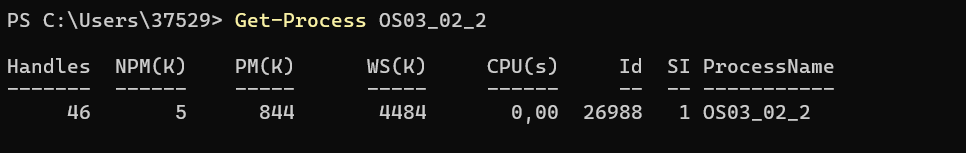 PS C:\Users\37529> Get-Process OS03_02_2
Handles  NPM(K)    PM(K)      WS(K)     CPU(s)     Id  SI ProcessName
-------  ------    -----      -----     ------     --  -- -----------
     46       5      844       4484       0,00  26988   1 OS03_02_2